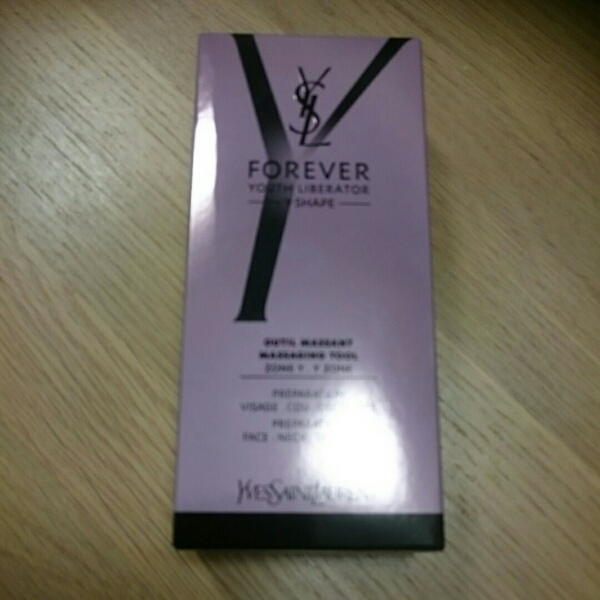 YSL
FOREVER
YOUTH LIBERATOR
Y SHAPE
OUTIL MASSANT
MASSAGING TOOL
ZONE Y . Y ZONE
VISAGE . COU
FACE . NECK
YVESSAINTLAURENT